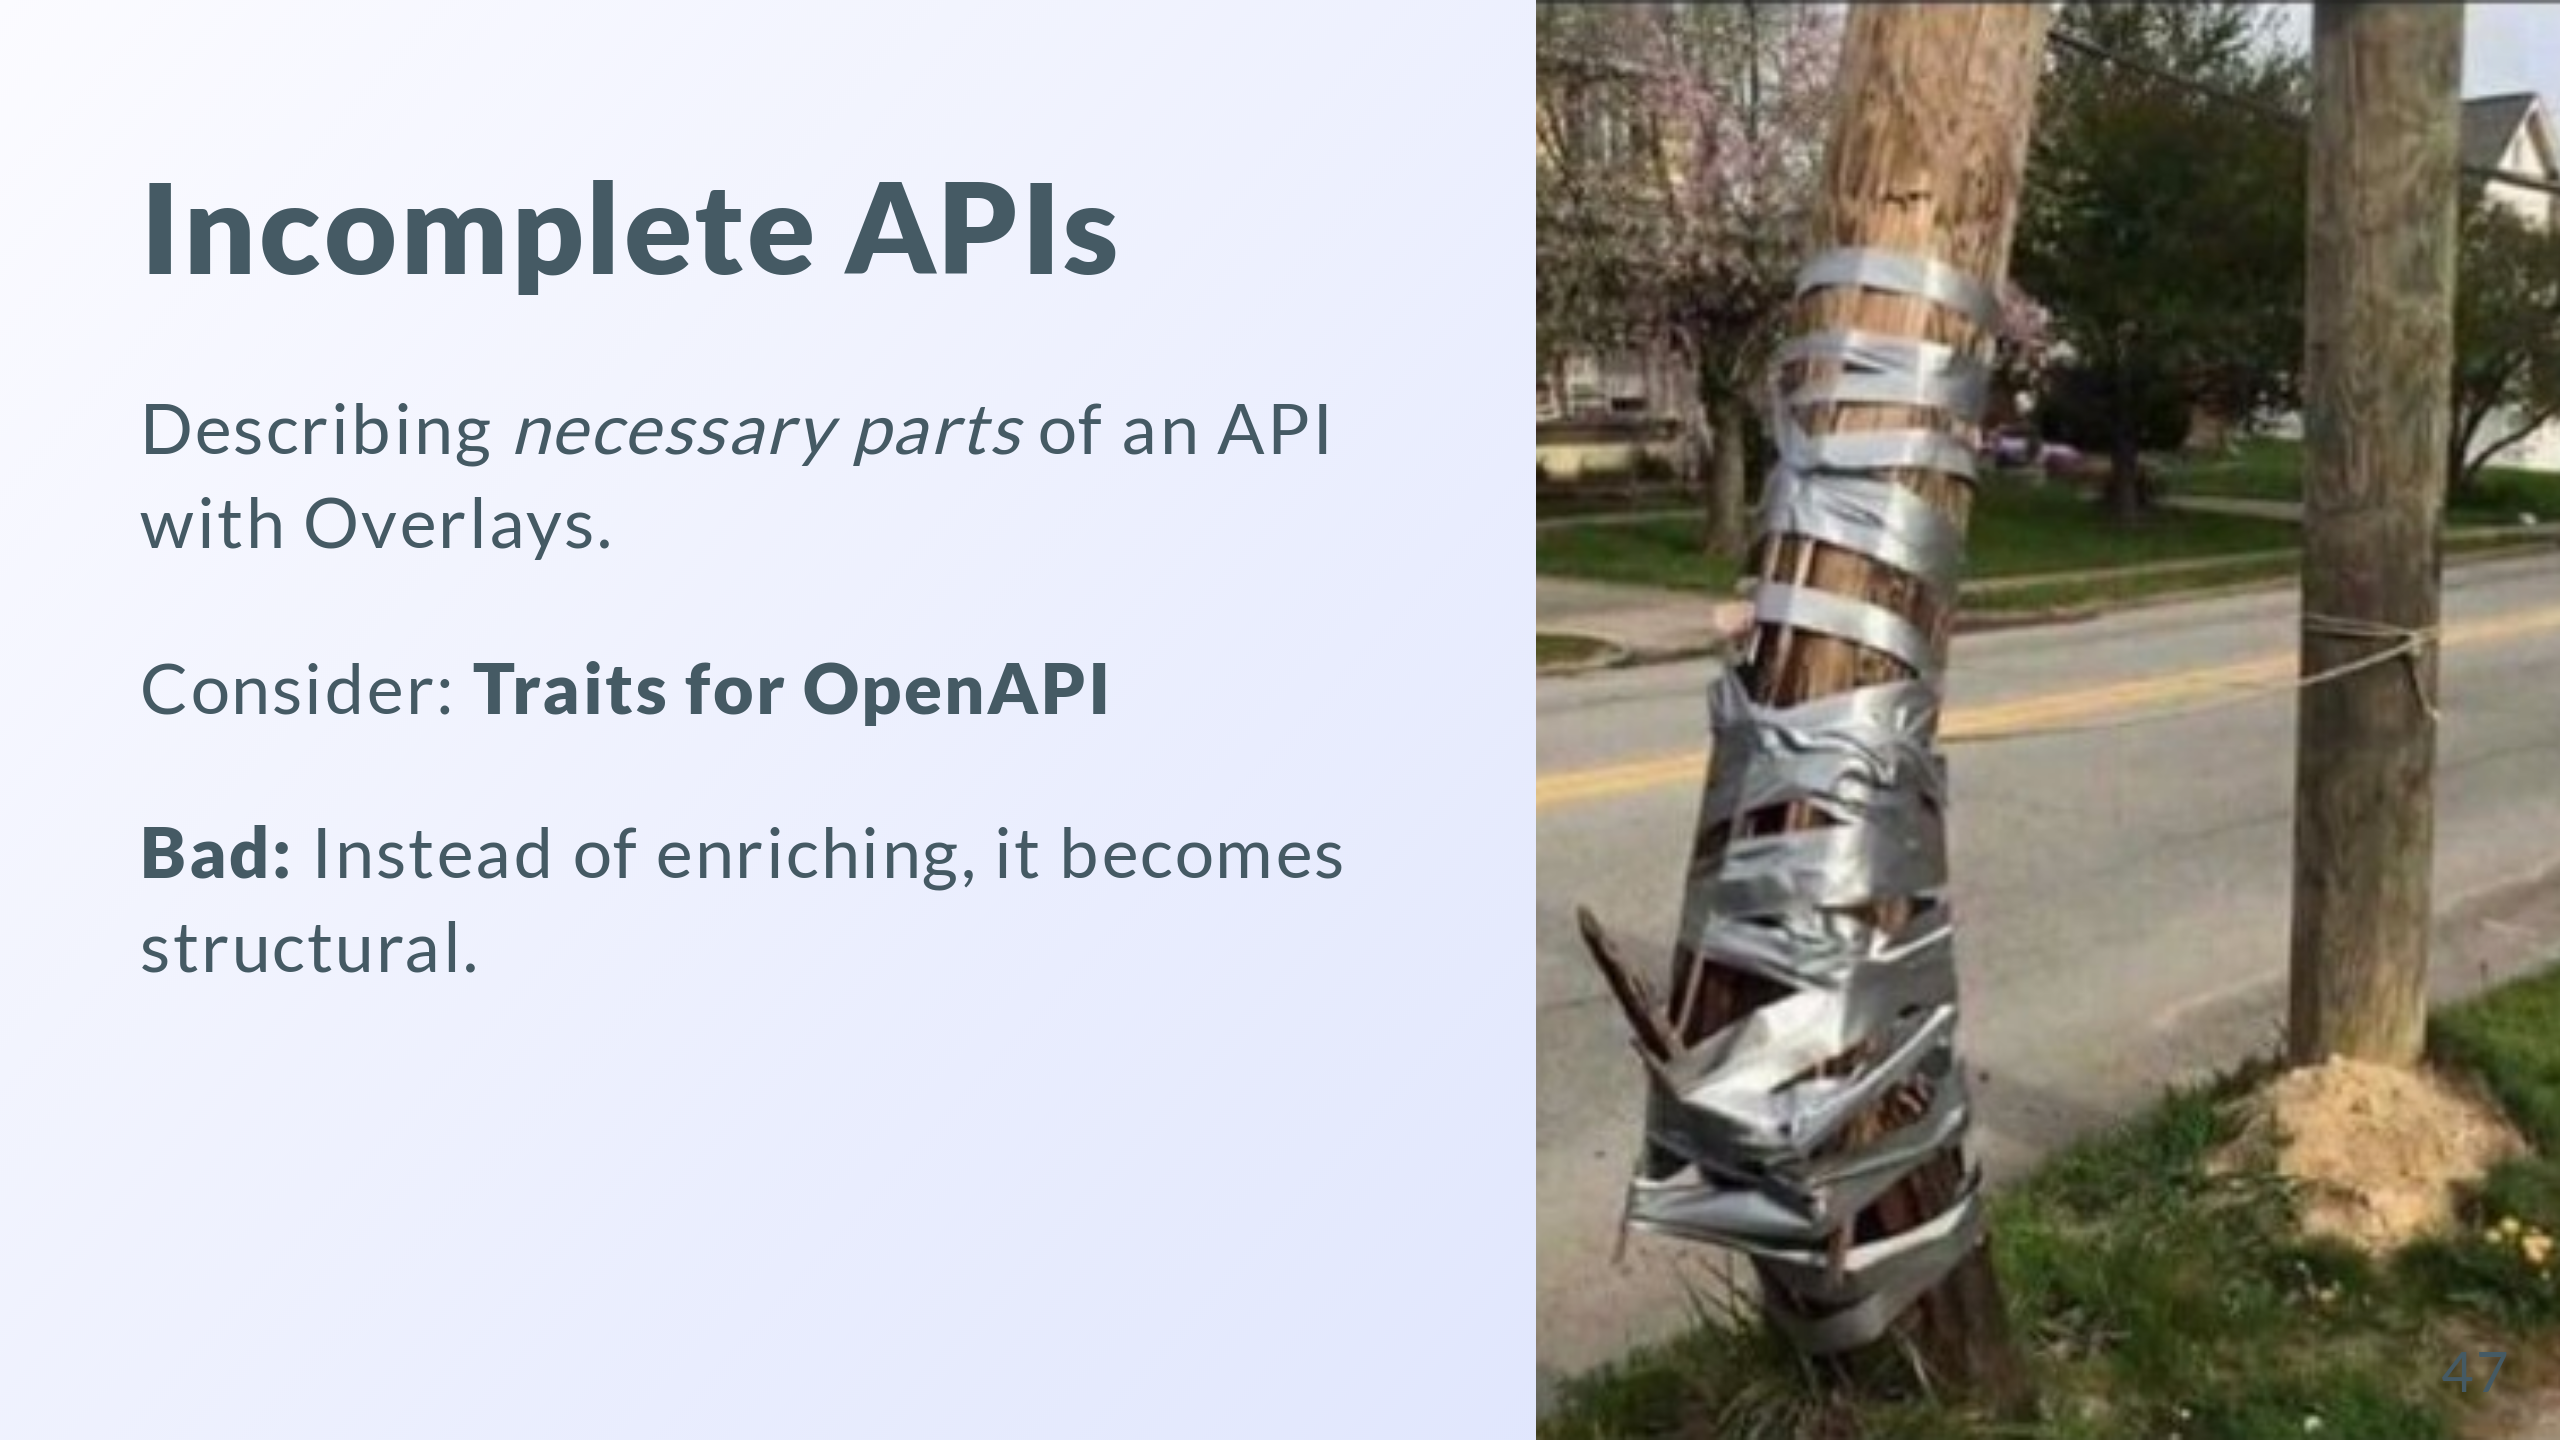 Incomplete APIs
Describing necessary parts of an API
with Overlays.
Consider: Traits for OpenAPI
Bad: Instead of enriching, it becomes
structural.
47